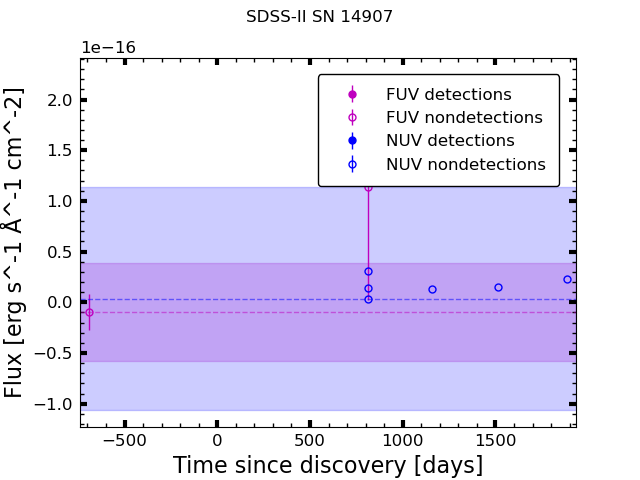 SDSS-II SN 14907
1e−16
FUV detections
FUV nondetections
NUV detections
NUV nondetections
2.0
1.5
1.0
0.5
0.0
−0.5
−1.0
Flux [erg s^-1 Å^-1 cm^-2]
−500
0
500
1000
1500
Time since discovery [days]